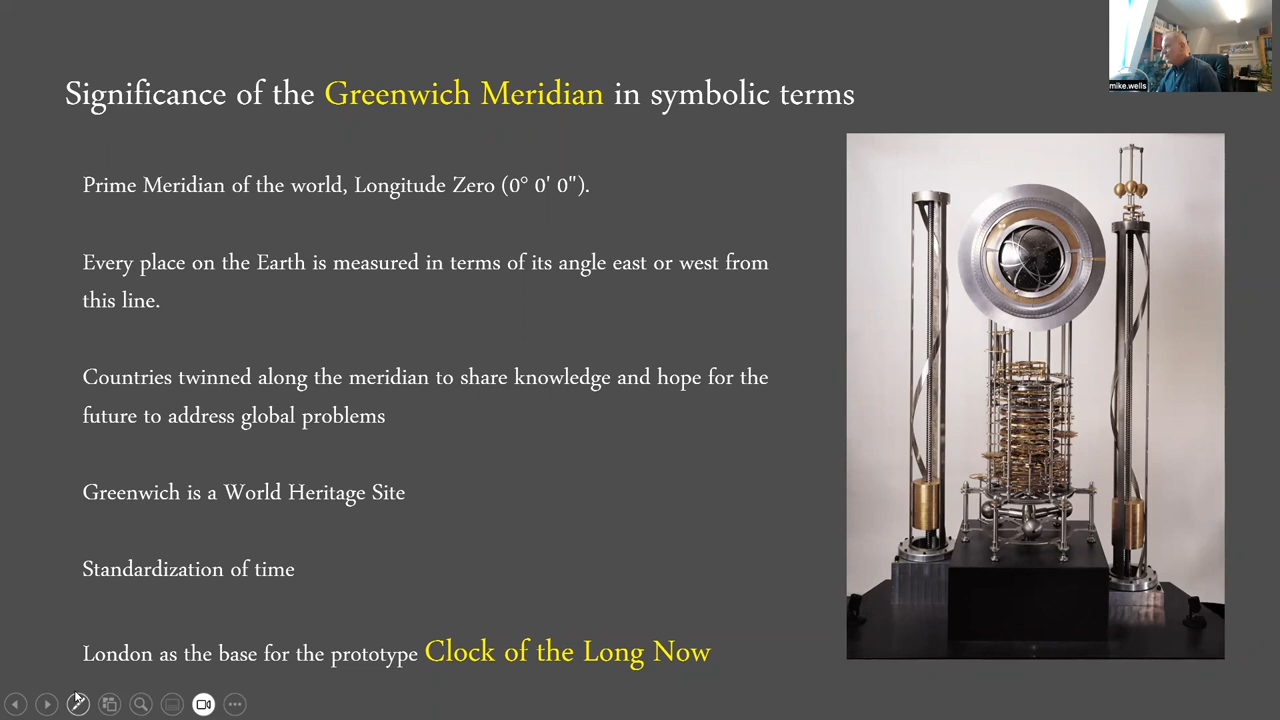 mike.wells
Significance of the Greenwich Meridian in symbolic terms
Prime Meridian of the world, Longitude Zero (0° 0' 0").
Every place on the Earth is measured in terms of its angle east or west from
this line.
Countries twinned along the meridian to share knowledge and hope for the
future to address global problems
Greenwich is a World Heritage Site
Standardization of time
London as the base for the prototype Clock of the Long Now